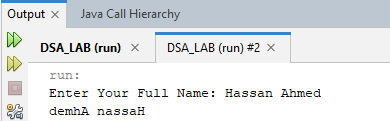 Output × Java Call Hierarchy
DSA_LAB (run) × DSA_LAB (run) #2 ×
run:
Enter Your Full Name: Hassan Ahmed
demhA nassaH